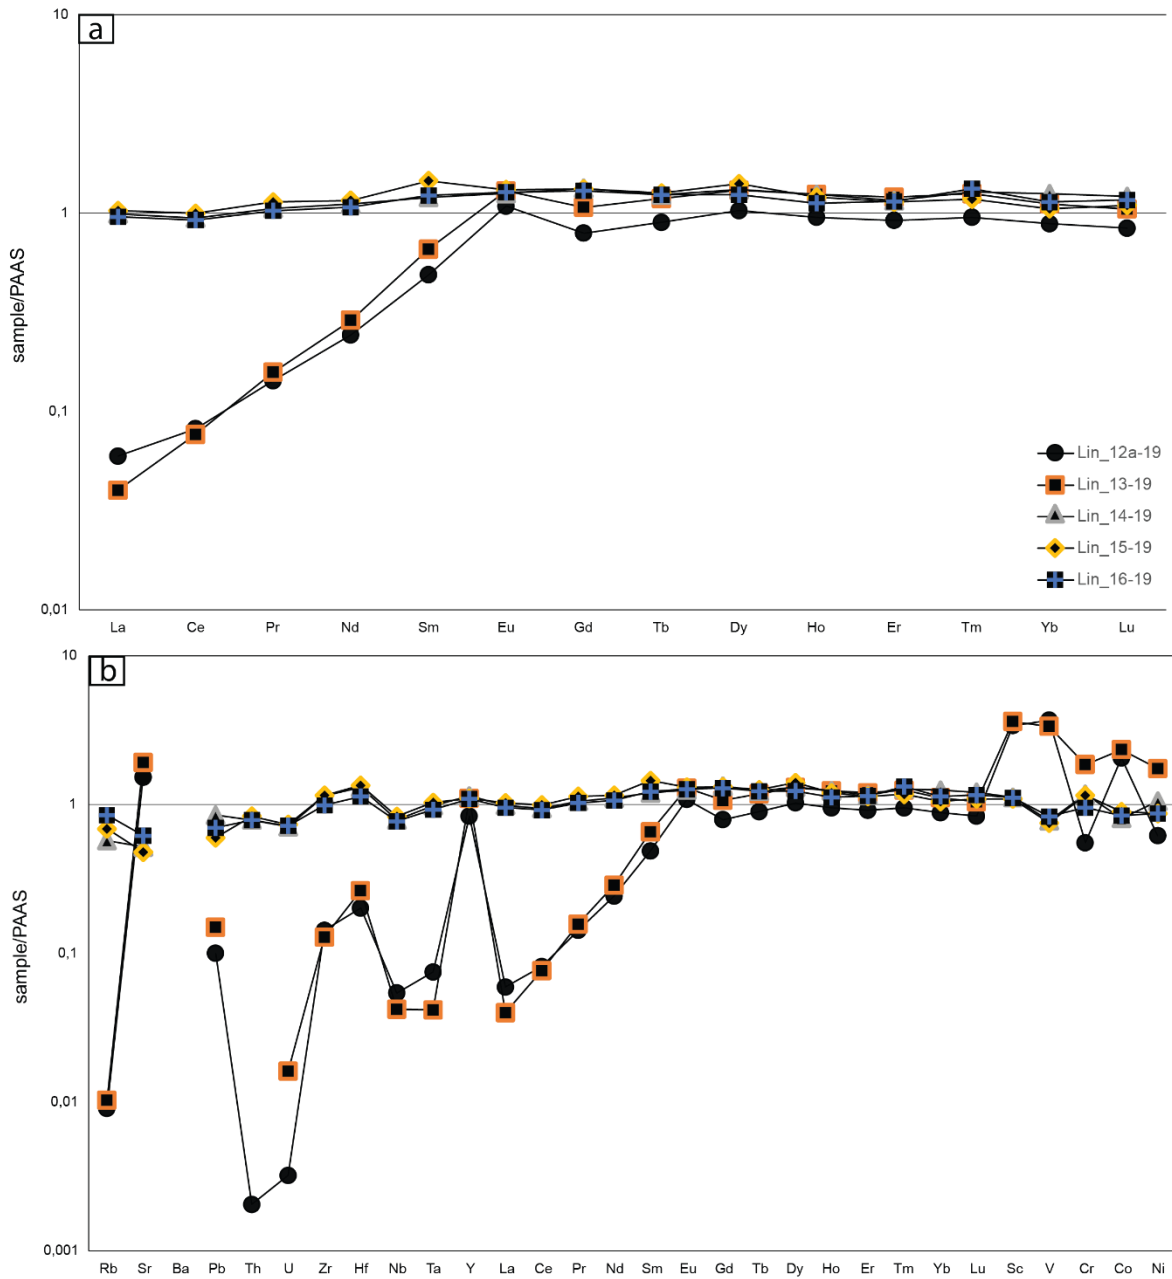 a
10
1
0,1
0,01
sample/PAAS
Lin_12a-19
Lin_13-19
Lin_14-19
Lin_15-19
Lin_16-19
La Ce Pr Nd Sm Eu Gd Tb Dy Ho Er Tm Yb Lu
b
10
1
0,1
0,01
0,001
sample/PAAS
Rb Sr Ba Pb Th U Zr Hf Nb Ta Y La Ce Pr Nd Sm Eu Gd Tb Dy Ho Er Tm Yb Lu Sc V Cr Co Ni